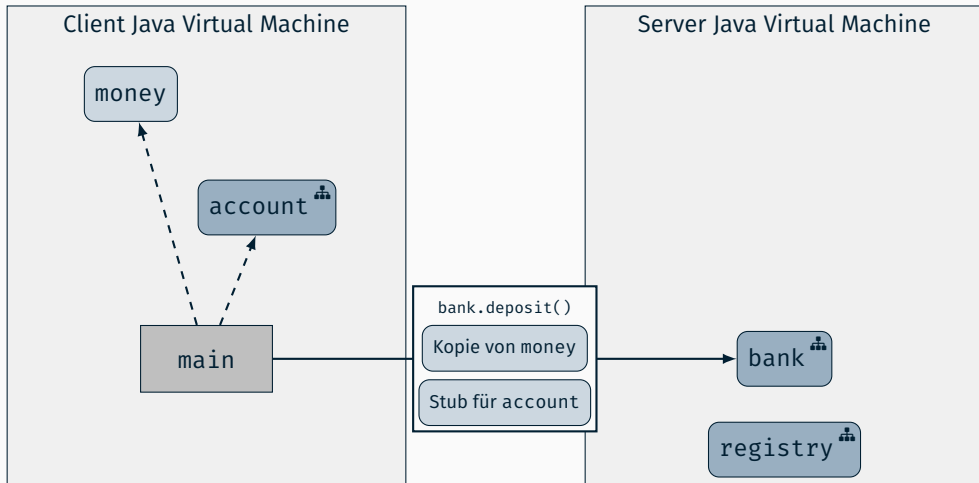 Client Java Virtual Machine
Server Java Virtual Machine
money
account
bank.deposit()
main
Kopie von money
bank
Stub für account
registry